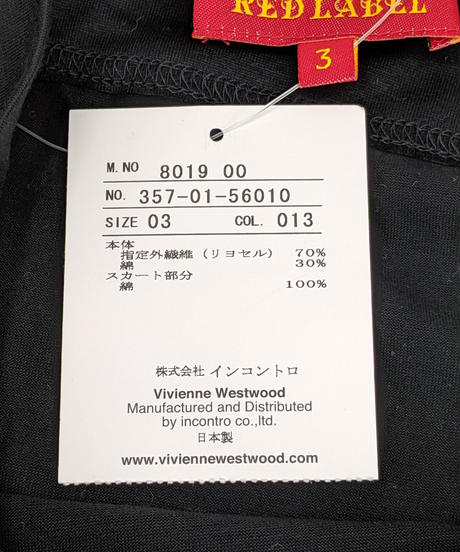 RED LABEL
3
M.NO 8019 00
NO. 357-01-56010
SIZE 03 COL. 013
本体
指定外繊維 (リヨセル) 70%
綿 30%
スカート部分
綿 100%
株式会社 インコントロ
Vivienne Westwood
Manufactured and Distributed
by incontro co.,ltd.
日本製
www.viviennewestwood.com